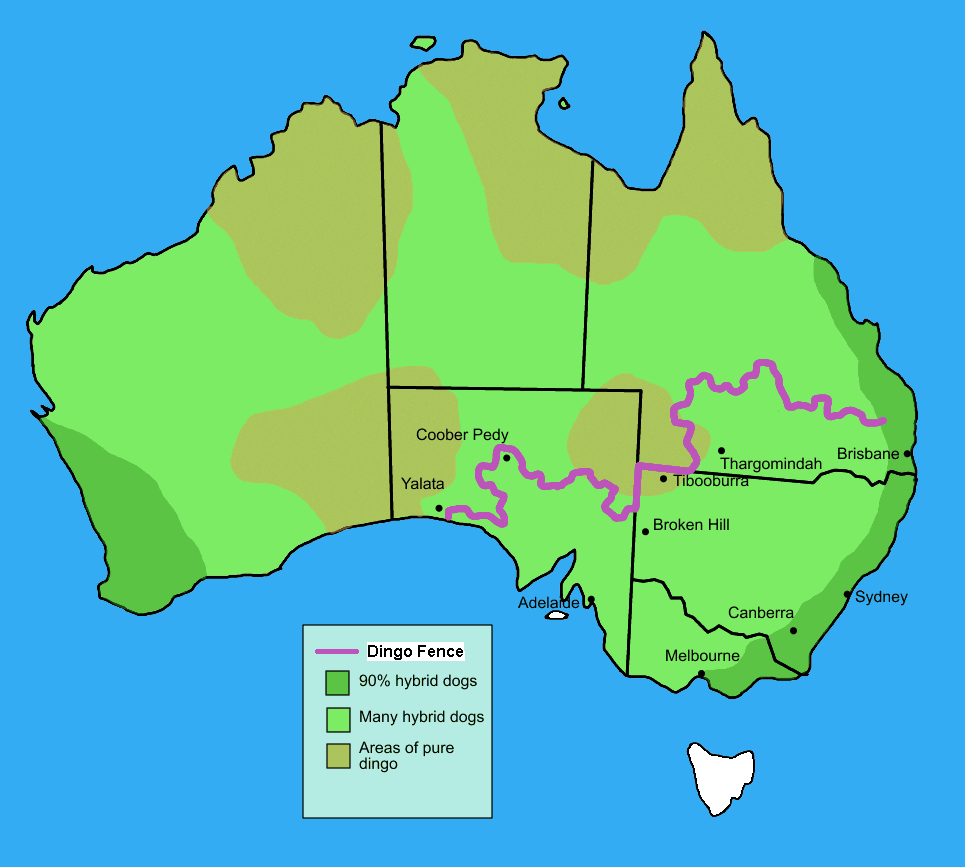 Coober Pedy
Yalata
Thargomindah
Brisbane
Tibooburra
Broken Hill
Adelaide
Sydney
Canberra
Melbourne
Dingo Fence
90% hybrid dogs
Many hybrid dogs
Areas of pure
dingo